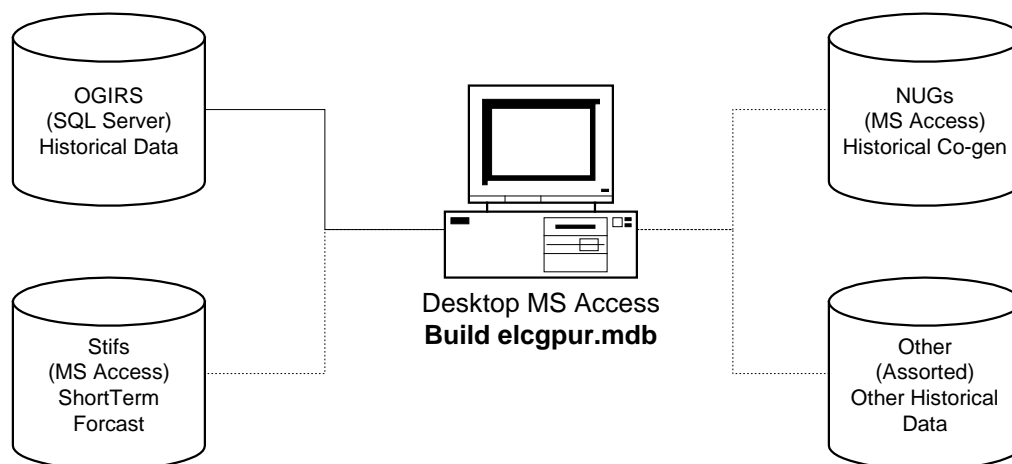 OGIRS
(SQL Server)
Historical Data
NUGs
(MS Access)
Historical Co-gen
Desktop MS Access
Build elcgpur.mdb
Stifs
(MS Access)
ShortTerm
Forcast
Other
(Assorted)
Other Historical
Data